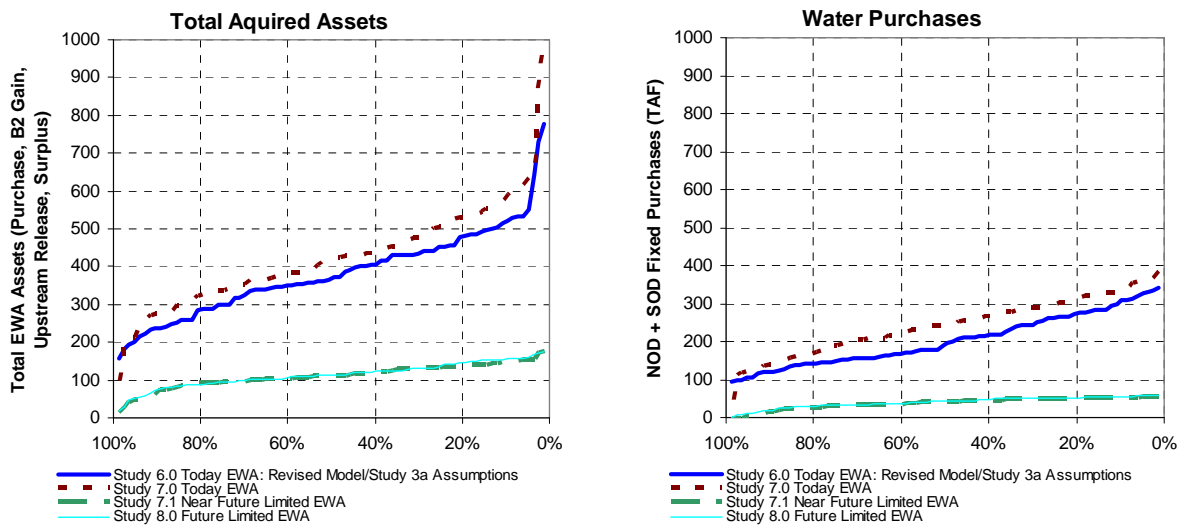 Total Aquired Assets
Total EWA Assets (Purchase, B2 Gain,
Upstream Release, Surplus)
1000
900
800
700
600
500
400
300
200
100
0
100% 80% 60% 40% 20% 0%
Study 6.0 Today EWA: Revised Model/Study 3a Assumptions
Study 7.0 Today EWA
Study 7.1 Near Future Limited EWA
Study 8.0 Future Limited EWA
Water Purchases
NOD + SOD Fixed Purchases (TAF)
1000
900
800
700
600
500
400
300
200
100
0
100% 80% 60% 40% 20% 0%
Study 6.0 Today EWA: Revised Model/Study 3a Assumptions
Study 7.0 Today EWA
Study 7.1 Near Future Limited EWA
Study 8.0 Future Limited EWA